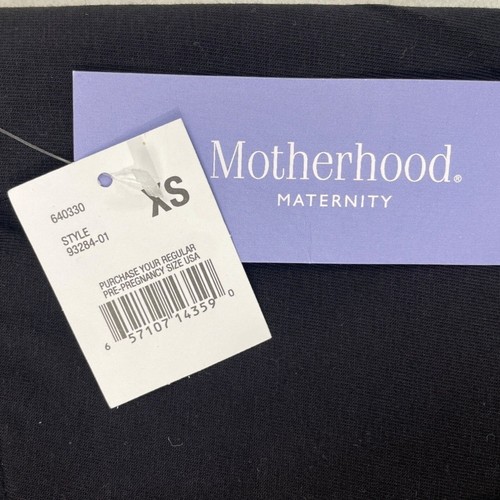 Motherhood®
MATERNITY
XS
640330
STYLE
93284-01
PURCHASE YOUR REGULAR
PRE-PREGNANCY SIZE USA
6 57107 14359 0